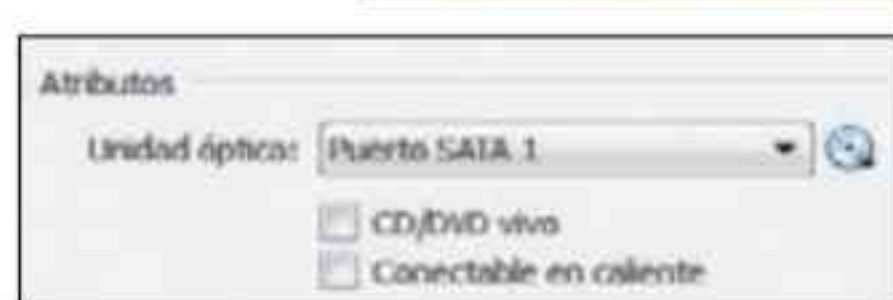 Atributos
Unidad óptica: Puerto SATA 1
CD/DVD vivo
Conectable en caliente